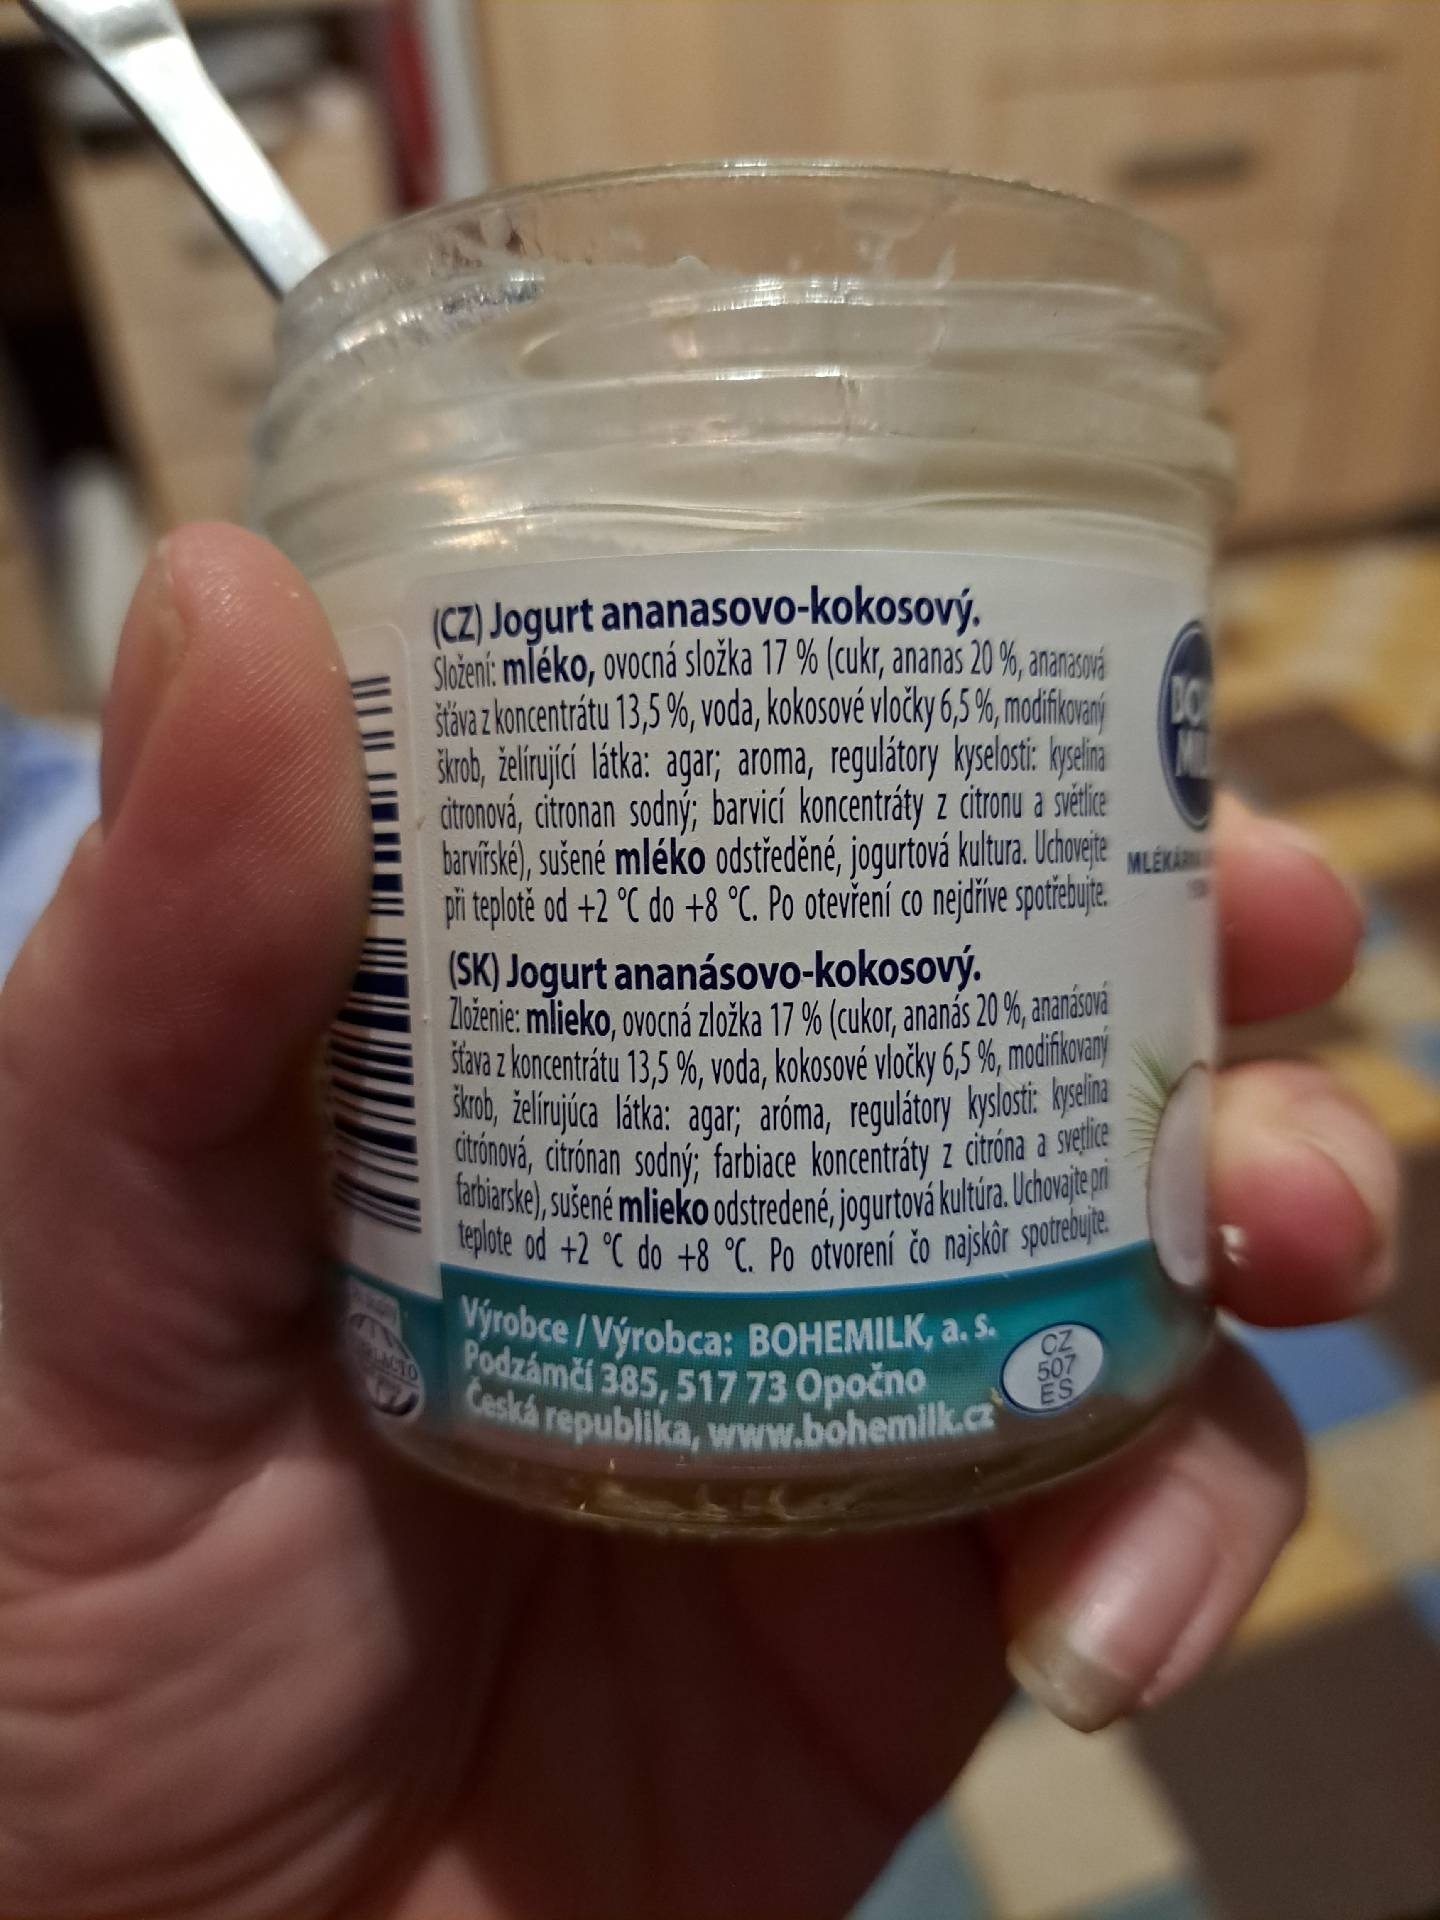 (CZ) Jogurt ananasovo-kokosový.
Složení: mléko, ovocná složka 17 % (cukr, ananas 20 %, ananasová
šťáva z koncentrátu 13,5 %, voda, kokosové vločky 6,5 %, modifikovaný
škrob, želírující látka: agar; aroma, regulátory kyselosti: kyselina
citronová, citronan sodný; barvicí koncentráty z citronu a světlice
barvířské), sušené mléko odstředěné, jogurtová kultura. Uchovejte
při teplotě od +2 °C do +8 °C. Po otevření co nejdříve spotřebujte.
(SK) Jogurt ananásovo-kokosový.
Zloženie: mlieko, ovocná zložka 17 % (cukor, ananás 20 %, ananásová
šťava z koncentrátu 13,5 %, voda, kokosové vločky 6,5 %, modifikovaný
škrob, želírujúca látka: agar; aróma, regulátory kyslosti: kyselina
citrónová, citrónan sodný; farbiace koncentráty z citróna a svetlice
farbiarske), sušené mlieko odstredené, jogurtová kultúra. Uchovajte pri
teplote od +2 °C do +8 °C. Po otvorení čo najskôr spotrebujte.
Výrobce / Výrobca: BOHEMILK, a. s.
Podzámčí 385, 517 73 Opočno
Česká republika, www.bohemilk.cz
CZ
507
ES
CZ